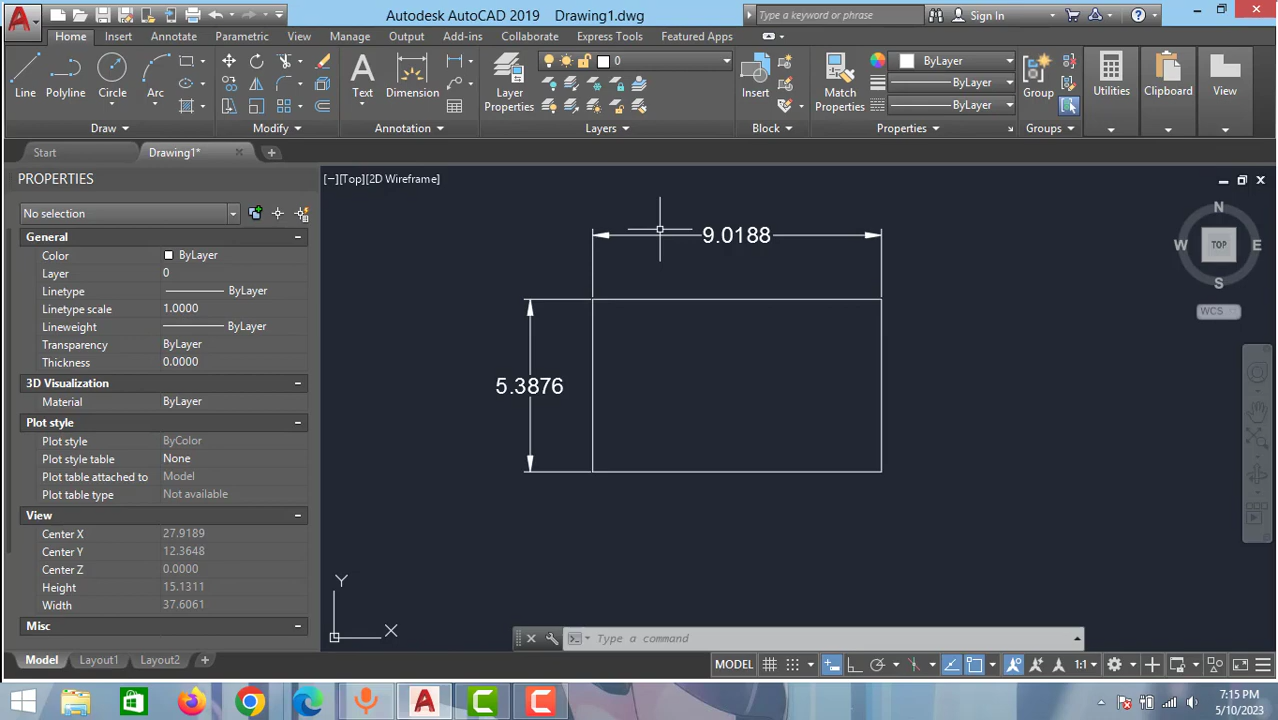 Autodesk AutoCAD 2019 Drawing1.dwg
Type a keyword or phrase
Sign In
Home Insert Annotate Parametric View Manage Output Add-ins Collaborate Express Tools Featured Apps
Line Polyline Circle Arc
Text Dimension
Layer Properties
0
Insert
Match Properties
ByLayer
ByLayer
ByLayer
Group
Utilities
Clipboard
View
Draw Modify Annotation Layers Block Properties Groups
Start Drawing1*
PROPERTIES
[−][Top][2D Wireframe]
No selection
General
Color ByLayer
Layer 0
Linetype ByLayer
Linetype scale 1.0000
Lineweight ByLayer
Transparency ByLayer
Thickness 0.0000
3D Visualization
Material ByLayer
Plot style
Plot style ByColor
Plot style table None
Plot table attached to Model
Plot table type Not available
View
Center X 27.9189
Center Y 12.3648
Center Z 0.0000
Height 15.1311
Width 37.6061
Misc
9.0188
5.3876
N
W TOP E
S
WCS
Y
X
Type a command
Model Layout1 Layout2
MODEL
1:1
7:15 PM
5/10/2023